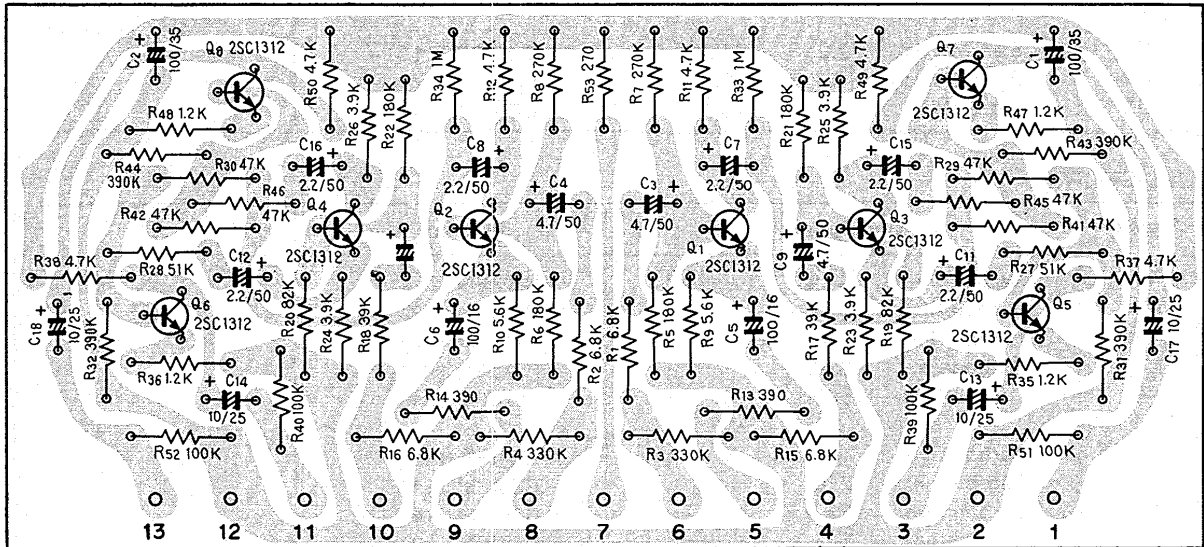 C2 + 100/35
Q8 2SC1312
R50 4.7K
R26 3.9K
R22 180K
R34 1M
R12 4.7K
R8 270K
R53 270
R7 270K
R11 4.7K
R33 1M
R21 180K
R25 3.9K
R49 4.7K
Q7
2SC1312
C1 + 100/35
R48 1.2K
R47 1.2K
R44 390K
R43 390K
R30 47K
C16 + 2.2/50
C8 + 2.2/50
C7 + 2.2/50
C15 + 2.2/50
R29 47K
R46 47K
R45 47K
R42 47K
Q4
2SC1312
Q2
2SC1312
C4 + 4.7/50
C3 + 4.7/50
Q1
2SC1312
C9 + 4.7/50
Q3
2SC1312
R41 47K
R38 4.7K
R28 51K
C12 + 2.2/50
+
C11 + 2.2/50
R27 51K
R37 4.7K
C18 + 10/25
R32 390K
Q6
2SC1312
R20 82K
R24 3.9K
R18 39K
C6 + 100/16
R10 5.6K
R6 180K
R2 6.8K
R1 6.8K
R5 180K
R9 5.6K
C5 + 100/16
R17 39K
R23 3.9K
R19 82K
Q5
2SC1312
R31 390K
C17 + 10/25
R36 1.2K
C14 + 10/25
R40 100K
R14 390
R13 390
R39 100K
C13 + 10/25
R35 1.2K
R52 100K
R16 6.8K
R4 330K
R3 330K
R15 6.8K
R51 100K
13 12 11 10 9 8 7 6 5 4 3 2 1